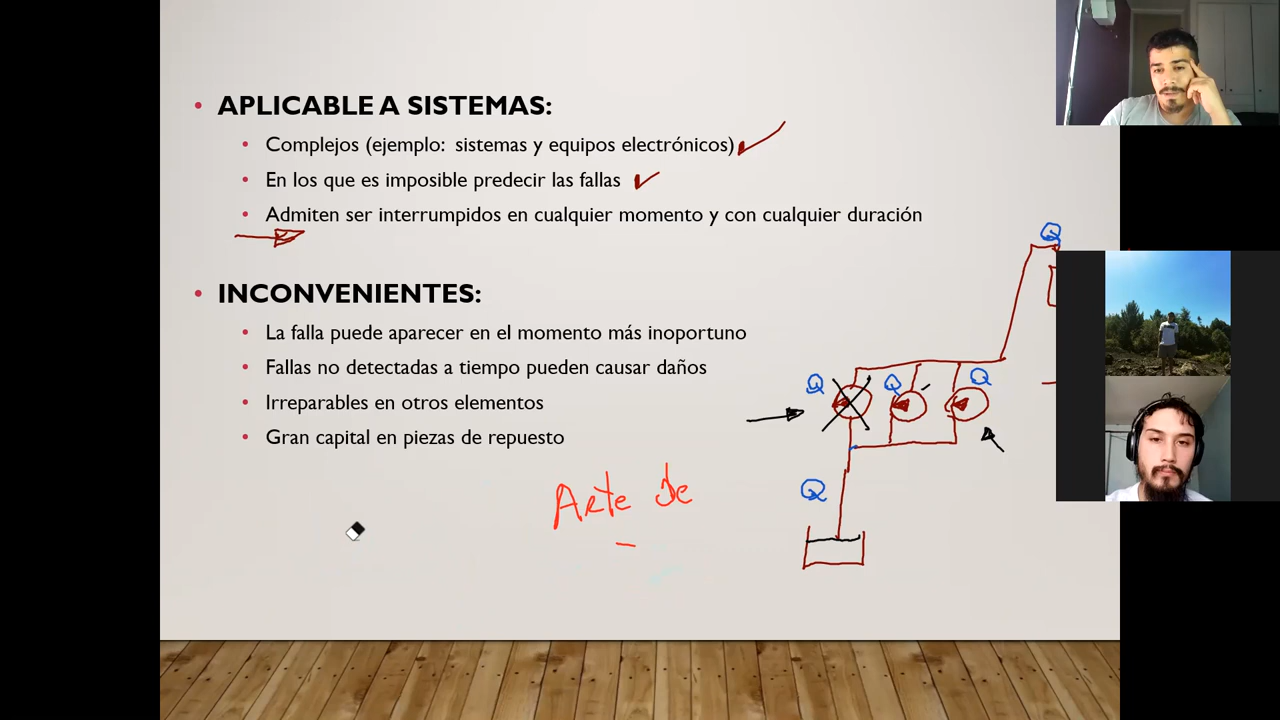 APLICABLE A SISTEMAS:
Complejos (ejemplo: sistemas y equipos electrónicos)
En los que es imposible predecir las fallas
Admiten ser interrumpidos en cualquier momento y con cualquier duración
Q
INCONVENIENTES:
La falla puede aparecer en el momento más inoportuno
Fallas no detectadas a tiempo pueden causar daños
Q Q Q
Irreparables en otros elementos
Gran capital en piezas de repuesto
Arte de
Q